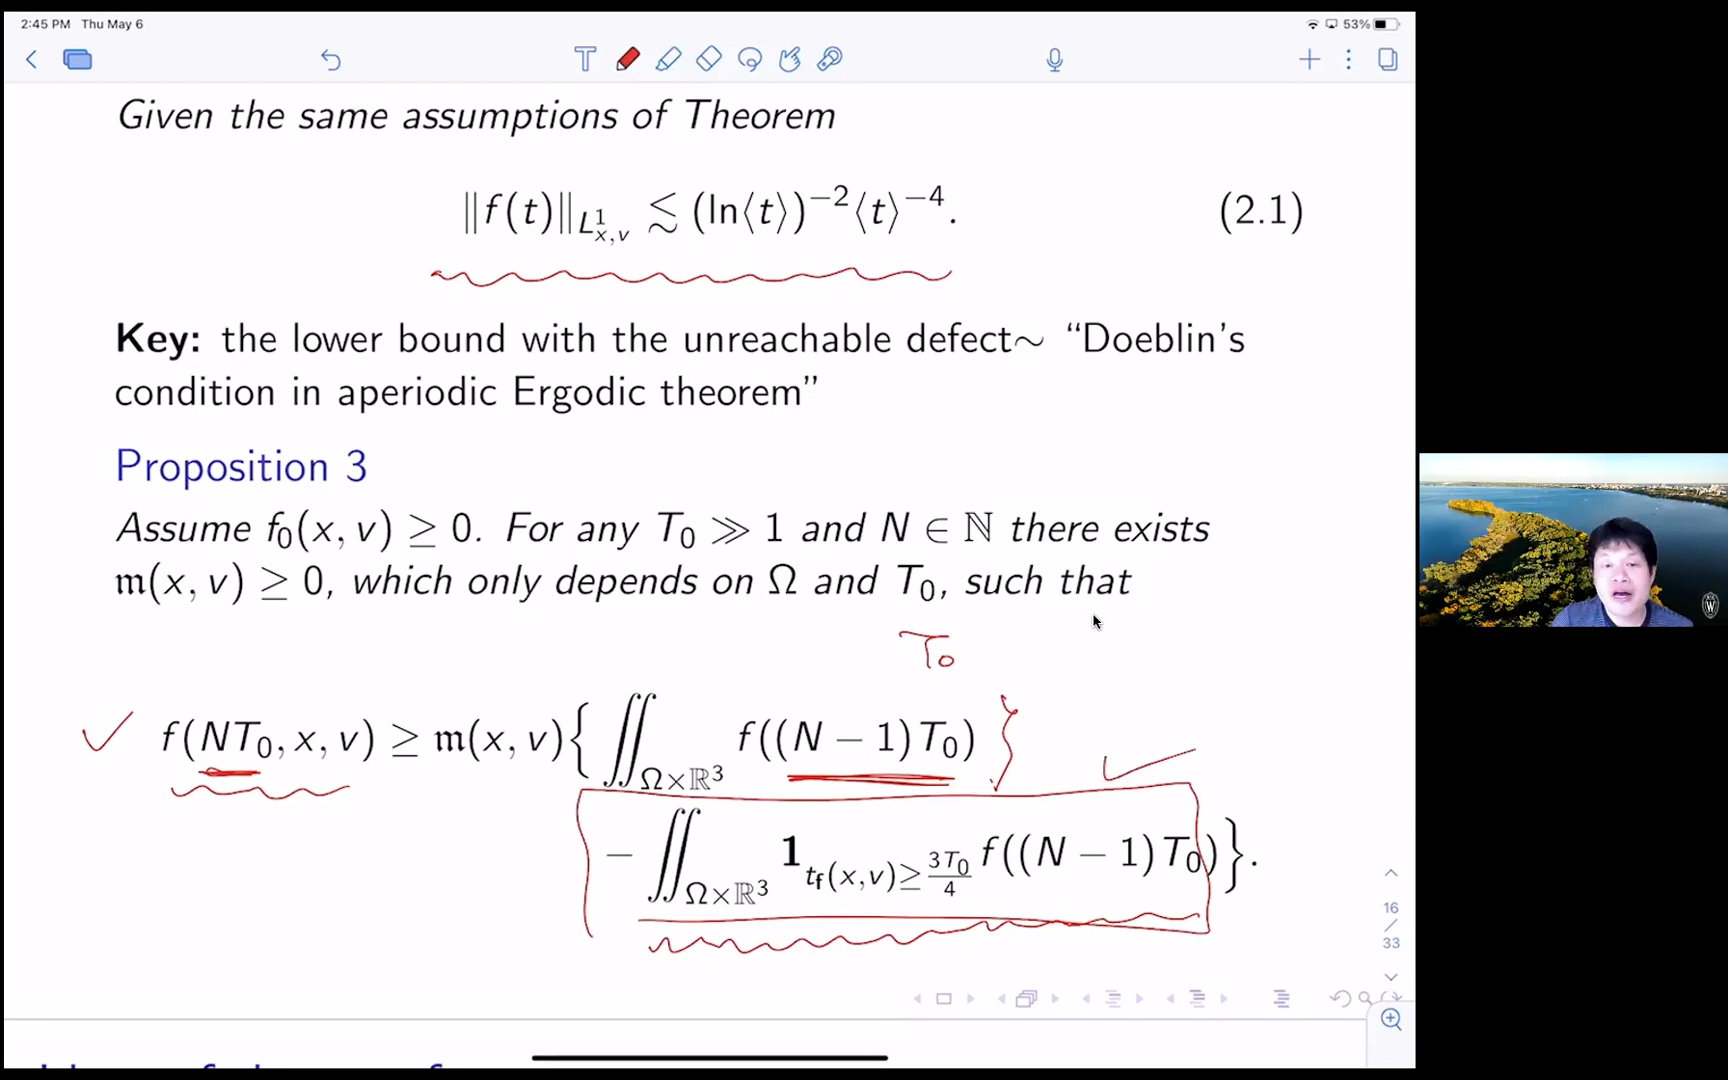 2:45 PM Thu May 6
53%
Given the same assumptions of Theorem
‖f(t)‖_{L^1_{x,v}} ≲ (ln⟨t⟩)^{−2}⟨t⟩^{−4}. (2.1)
Key: the lower bound with the unreachable defect∼ “Doeblin’s
condition in aperiodic Ergodic theorem”
Proposition 3
Assume f_0(x, v) ≥ 0. For any T_0 ≫ 1 and N ∈ ℕ there exists
𝔪(x, v) ≥ 0, which only depends on Ω and T_0, such that
T_0
f(NT_0, x, v) ≥ 𝔪(x, v){ ∬_{Ω×ℝ^3} f((N − 1)T_0) }
− ∬_{Ω×ℝ^3} 𝟏_{t_f(x,v)≥\frac{3T_0}{4}} f((N − 1)T_0)}.
16
/
33
W